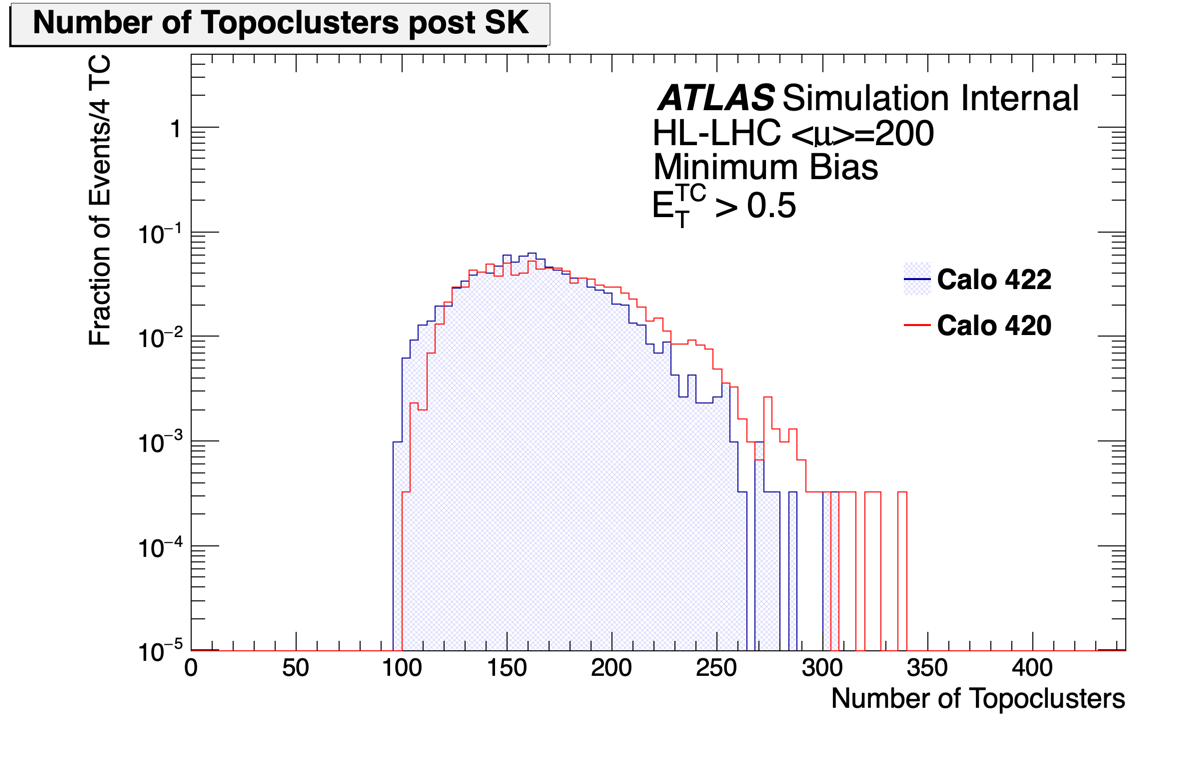 Number of Topoclusters post SK
Fraction of Events/4 TC
ATLAS Simulation Internal
HL-LHC <μ>=200
Minimum Bias
E_T^TC > 0.5
Calo 422
Calo 420
1
10⁻¹
10⁻²
10⁻³
10⁻⁴
10⁻⁵
0 50 100 150 200 250 300 350 400
Number of Topoclusters